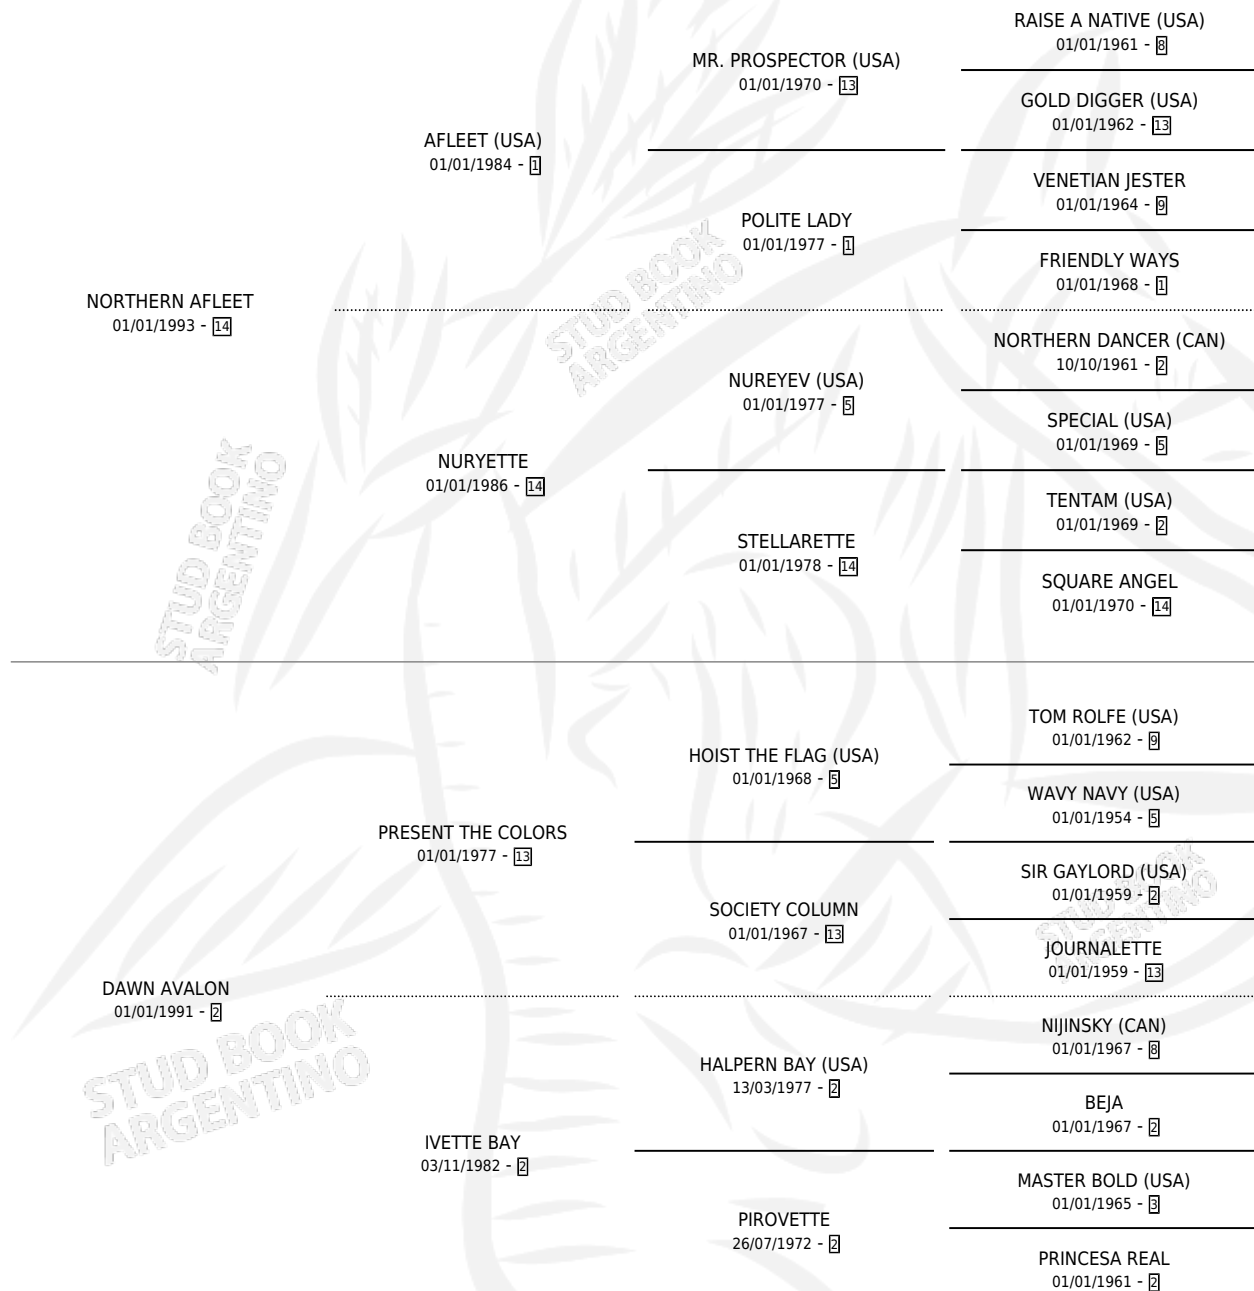 RAISE A NATIVE (USA)
01/01/1961 - 8
MR. PROSPECTOR (USA)
01/01/1970 - 13
GOLD DIGGER (USA)
01/01/1962 - 13
AFLEET (USA)
01/01/1984 - 1
VENETIAN JESTER
01/01/1964 - 9
POLITE LADY
01/01/1977 - 1
FRIENDLY WAYS
01/01/1968 - 1
NORTHERN AFLEET
01/01/1993 - 14
NORTHERN DANCER (CAN)
10/10/1961 - 2
NUREYEV (USA)
01/01/1977 - 5
SPECIAL (USA)
01/01/1969 - 5
NURYETTE
01/01/1986 - 14
TENTAM (USA)
01/01/1969 - 2
STELLARETTE
01/01/1978 - 14
SQUARE ANGEL
01/01/1970 - 14
TOM ROLFE (USA)
01/01/1962 - 9
HOIST THE FLAG (USA)
01/01/1968 - 5
WAVY NAVY (USA)
01/01/1954 - 5
PRESENT THE COLORS
01/01/1977 - 13
SIR GAYLORD (USA)
01/01/1959 - 2
SOCIETY COLUMN
01/01/1967 - 13
JOURNALETTE
01/01/1959 - 13
DAWN AVALON
01/01/1991 - 2
NIJINSKY (CAN)
01/01/1967 - 8
HALPERN BAY (USA)
13/03/1977 - 2
BEJA
01/01/1967 - 2
IVETTE BAY
03/11/1982 - 2
MASTER BOLD (USA)
01/01/1965 - 3
PIROVETTE
26/07/1972 - 2
PRINCESA REAL
01/01/1961 - 2
STUD BOOK
ARGENTINO
STUD BOOK
ARGENTINO
STUD BOOK
ARGENTINO
STUD BOOK
ARGENTINO